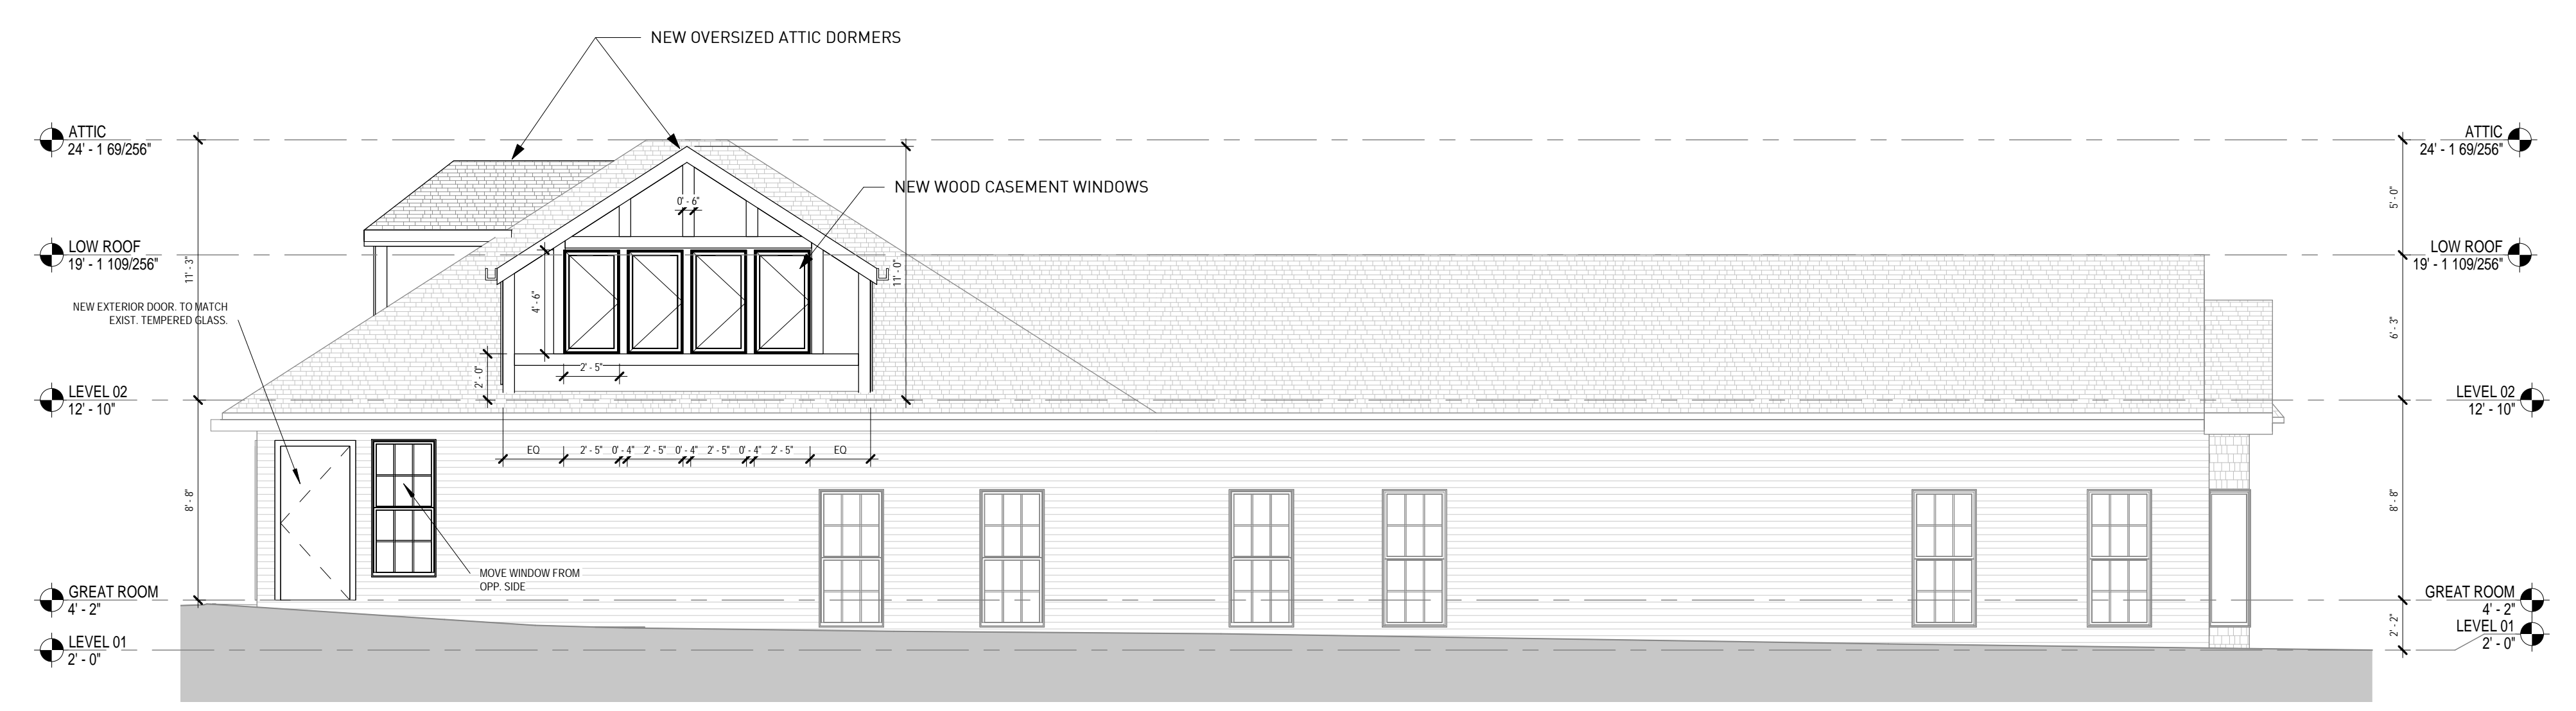 NEW OVERSIZED ATTIC DORMERS
ATTIC
24' - 1 69/256"
ATTIC
24' - 1 69/256"
NEW WOOD CASEMENT WINDOWS
0' - 6"
5' - 0"
LOW ROOF
19' - 1 109/256"
LOW ROOF
19' - 1 109/256"
11' - 3"
11' - 0"
4' - 6"
NEW EXTERIOR DOOR. TO MATCH
EXIST. TEMPERED GLASS.
6' - 3"
2' - 5"
2' - 0"
LEVEL 02
12' - 10"
LEVEL 02
12' - 10"
EQ 2' - 5" 0' - 4" 2' - 5" 0' - 4" 2' - 5" 0' - 4" 2' - 5" EQ
8' - 8"
8' - 8"
MOVE WINDOW FROM
OPP. SIDE
GREAT ROOM
4' - 2"
GREAT ROOM
4' - 2"
2' - 2"
LEVEL 01
2' - 0"
LEVEL 01
2' - 0"